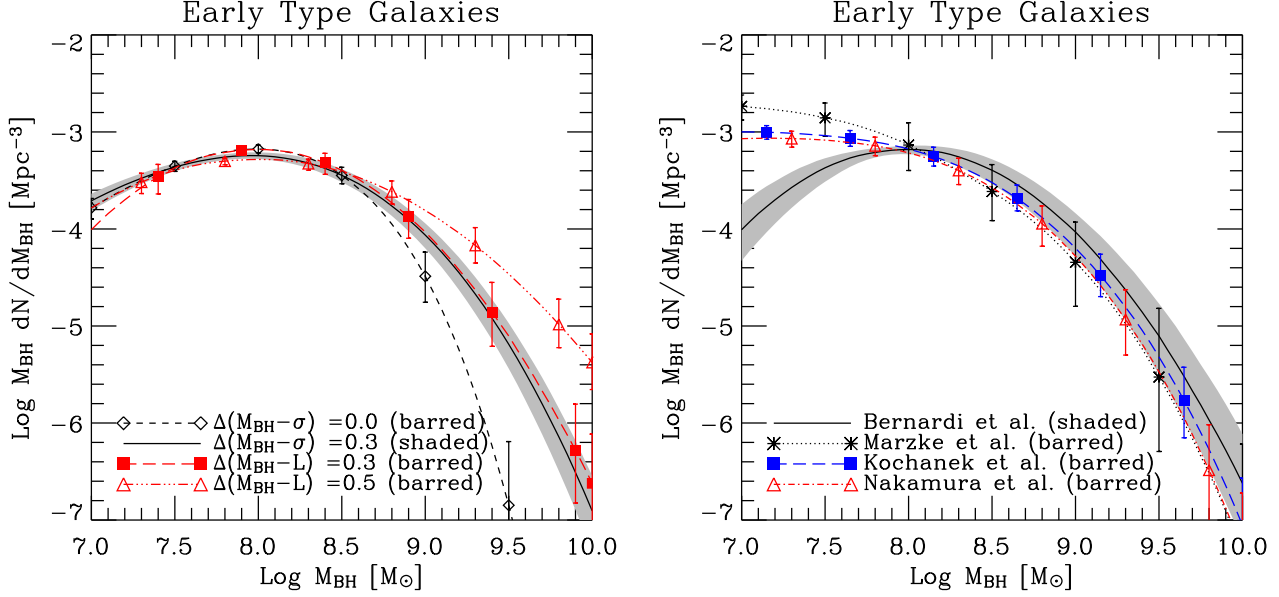 Early Type Galaxies
Log M_BH dN/dM_BH [Mpc⁻³]
−2
−3
−4
−5
−6
−7
Δ(M_BH−σ) =0.0 (barred)
Δ(M_BH−σ) =0.3 (shaded)
Δ(M_BH−L) =0.3 (barred)
Δ(M_BH−L) =0.5 (barred)
7.0 7.5 8.0 8.5 9.0 9.5 10.0
Log M_BH [M_⊙]
Early Type Galaxies
Log M_BH dN/dM_BH [Mpc⁻³]
−2
−3
−4
−5
−6
−7
Bernardi et al. (shaded)
Marzke et al. (barred)
Kochanek et al. (barred)
Nakamura et al. (barred)
7.0 7.5 8.0 8.5 9.0 9.5 10.0
Log M_BH [M_⊙]